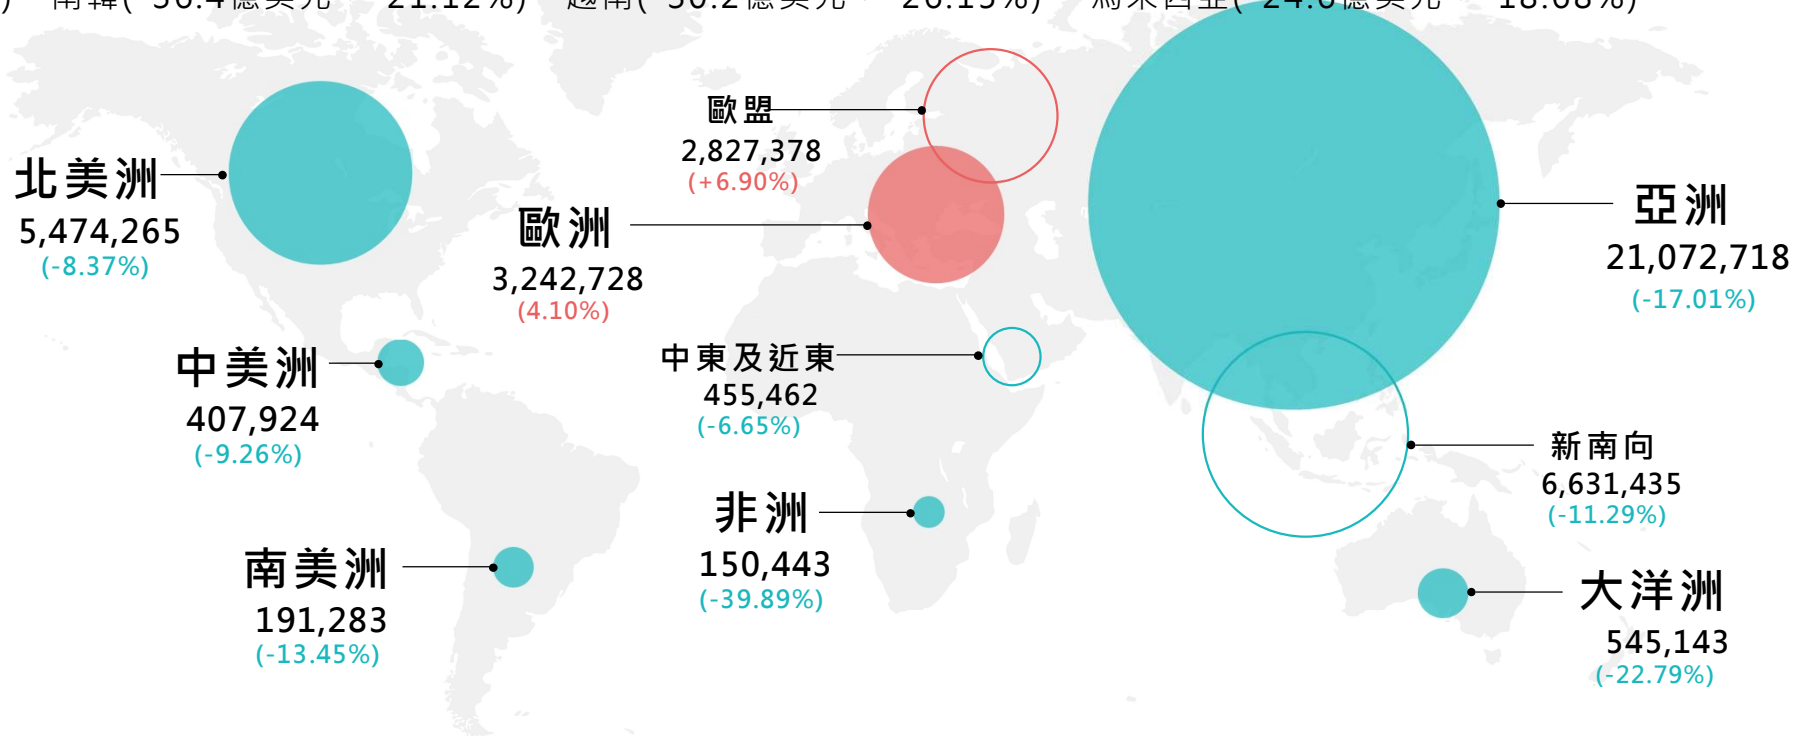 北美洲
5,474,265
(-8.37%)
中美洲
407,924
(-9.26%)
南美洲
191,283
(-13.45%)
歐盟
2,827,378
(+6.90%)
歐洲
3,242,728
(4.10%)
中東及近東
455,462
(-6.65%)
非洲
150,443
(-39.89%)
亞洲
21,072,718
(-17.01%)
新南向
6,631,435
(-11.29%)
大洋洲
545,143
(-22.79%)